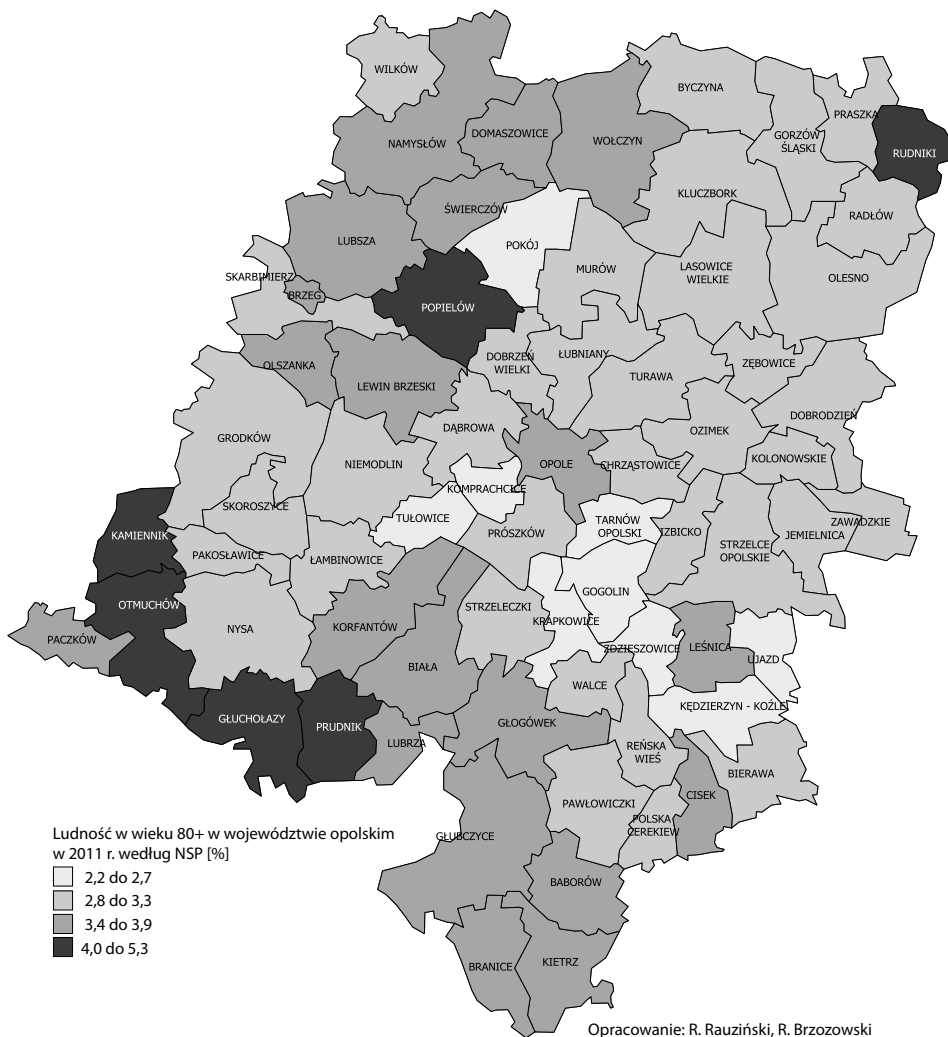 WILKÓW
BYCZYNA
PRASZKA
NAMYSŁÓW
DOMASZOWICE
WOŁCZYN
GORZÓW
ŚLĄSKI
RUDNIKI
KLUCZBORK
ŚWIERCZÓW
RADŁÓW
LUBSZA
POKÓJ
MURÓW
LASOWICE
WIELKIE
OLESNO
SKARBIMIERZ
BRZEG
POPIELÓW
OLSZANKA
LEWIN BRZESKI
DOBRZEŃ
WIELKI
ŁUBNIANY
TURAWA
ZĘBOWICE
DOBRODZIEŃ
GRODKÓW
DĄBROWA
OZIMEK
NIEMODLIN
OPOLE
CHRZĄSTOWICE
KOLONOWSKIE
KOMPRACHCICE
SKOROSZYCE
TUŁOWICE
TARNÓW
OPOLSKI
KAMIENNIK
PRÓSZKÓW
IZBICKO
STRZELCE
OPOLSKIE
JEMIELNICA
ZAWADZKIE
PAKOSŁAWICE
ŁAMBINOWICE
GOGOLIN
OTMUCHÓW
STRZELECZKI
KRAPKOWICE
PACZKÓW
NYSA
KORFANTÓW
ZDZIESZOWICE
LEŚNICA
UJAZD
BIAŁA
WALCE
KĘDZIERZYN - KOŹLE
GŁUCHOŁAZY
PRUDNIK
LUBRZA
GŁOGÓWEK
REŃSKA
WIEŚ
BIERAWA
CISEK
PAWŁOWICZKI
POLSKA
CEREKIEW
GŁUBCZYCE
BABORÓW
BRANICE
KIETRZ
Ludność w wieku 80+ w województwie opolskim
w 2011 r. według NSP [%]
2,2 do 2,7
2,8 do 3,3
3,4 do 3,9
4,0 do 5,3
Opracowanie: R. Rauziński, R. Brzozowski